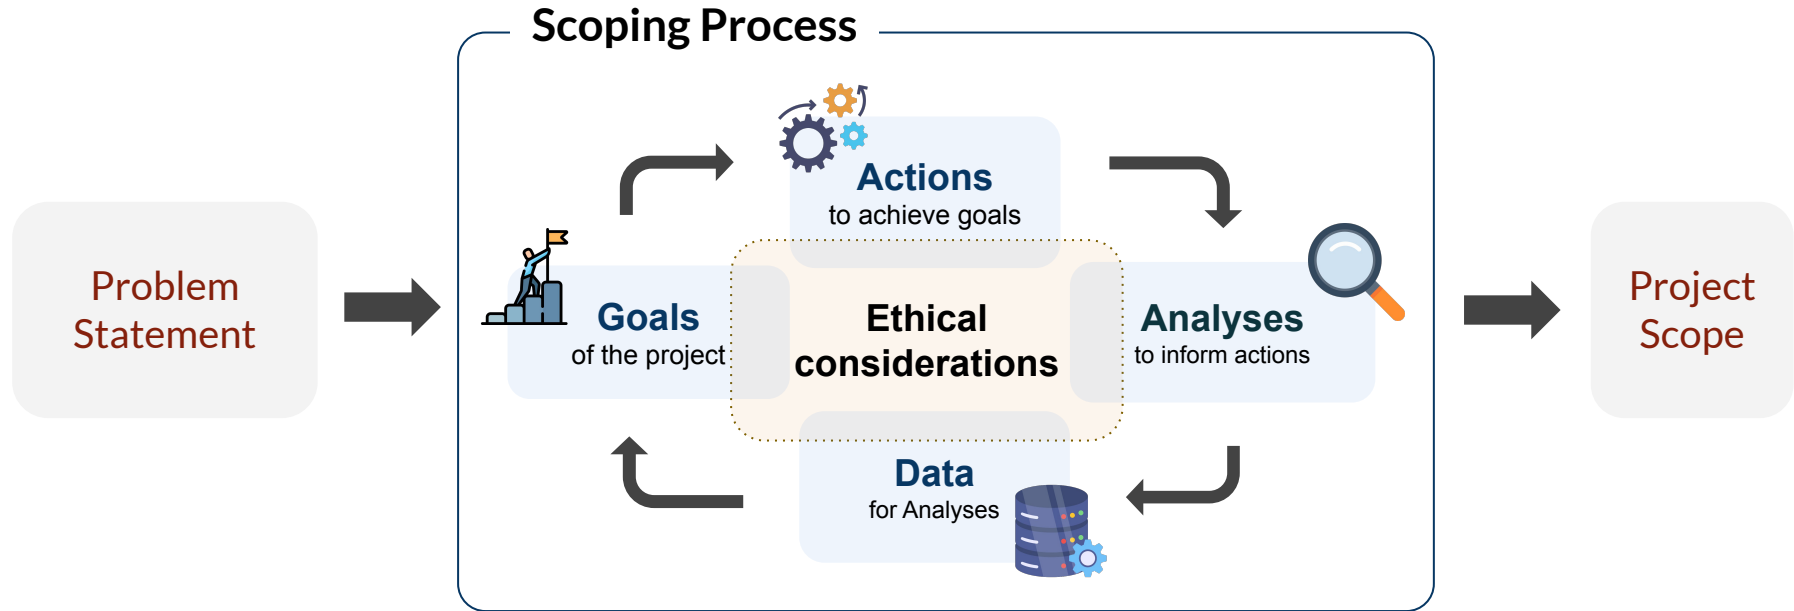 Scoping Process
Problem
Statement
Actions
to achieve goals
Goals
of the project
Ethical
considerations
Analyses
to inform actions
Data
for Analyses
Project
Scope